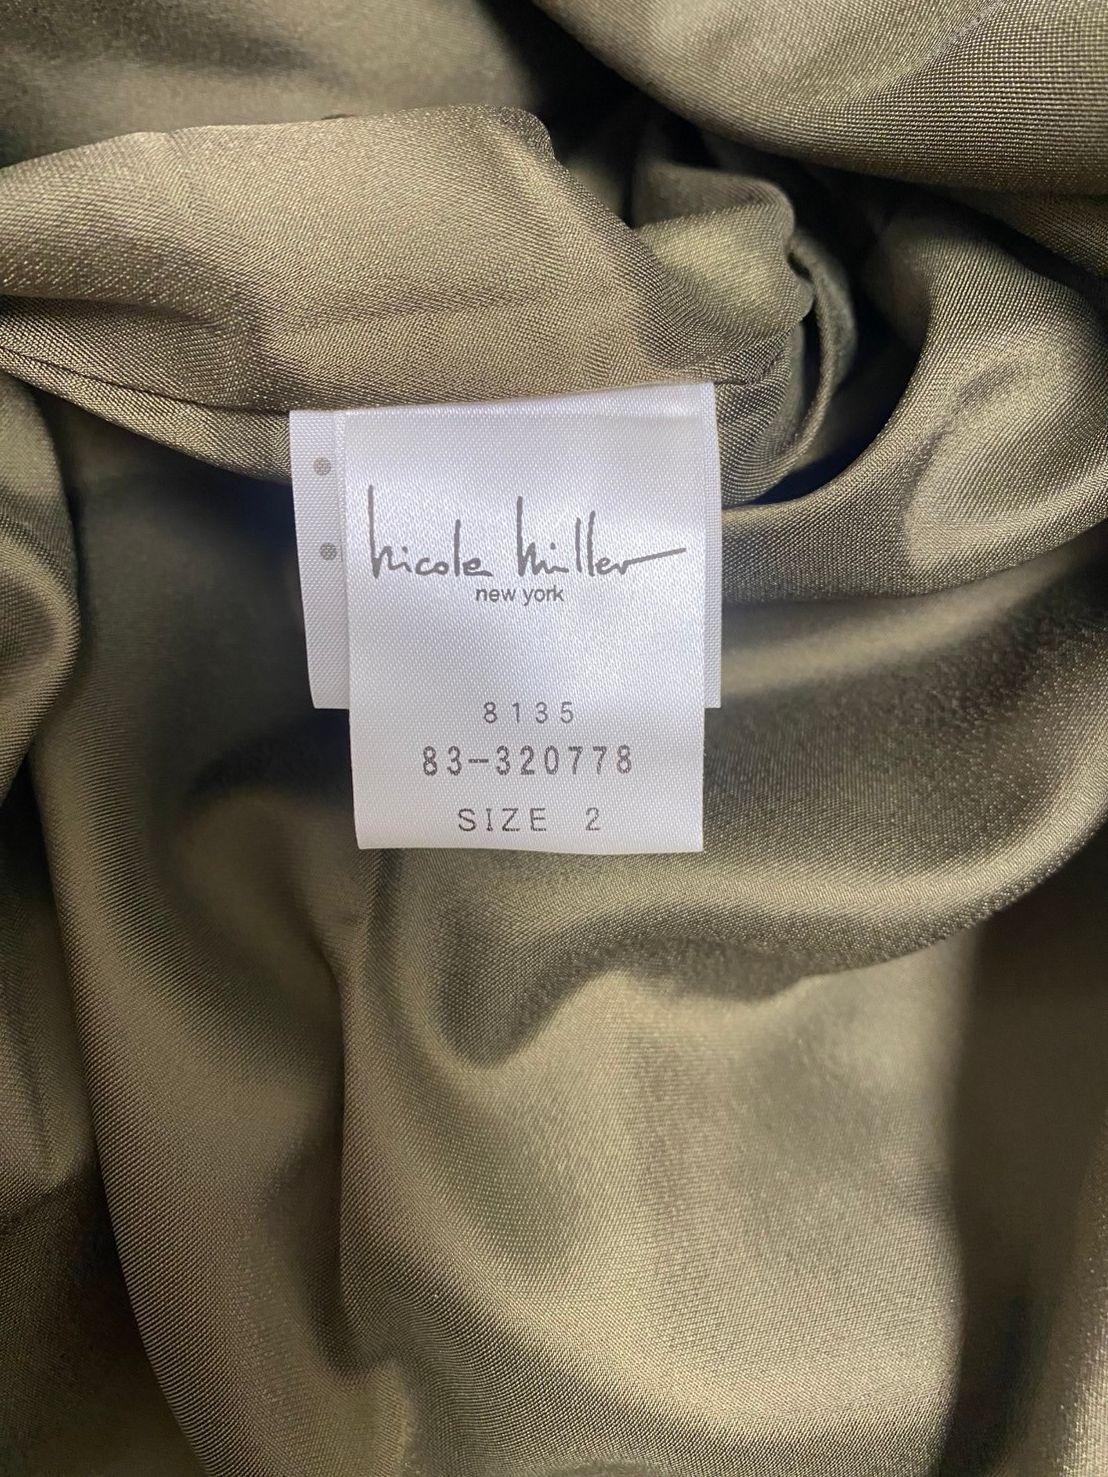 nicole miller
new york
8135
83-320778
SIZE 2